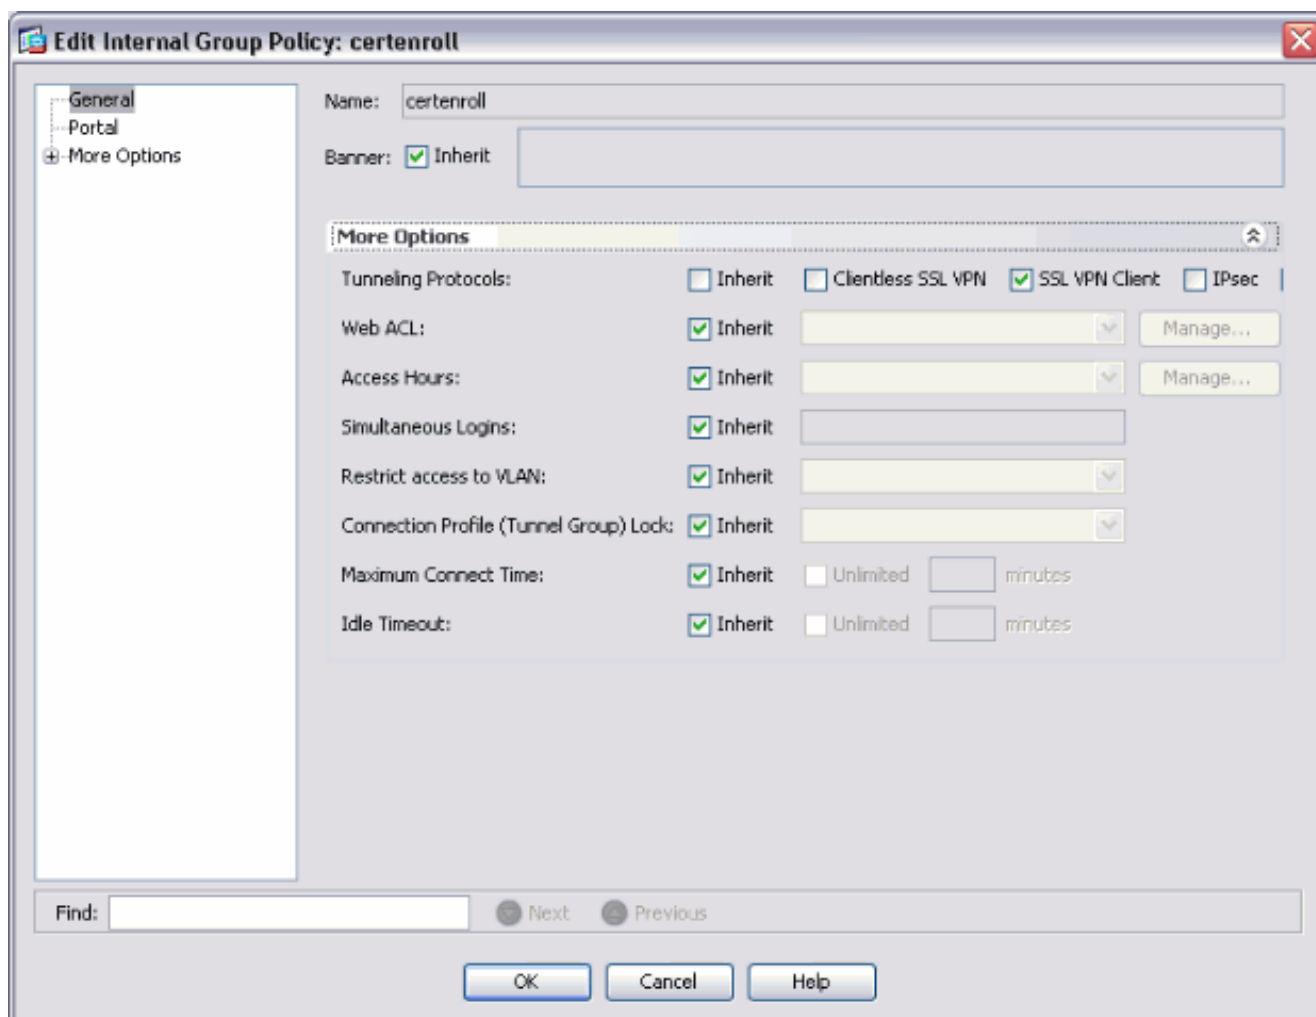 Edit Internal Group Policy: certenroll
General
Portal
More Options
Name: certenroll
Banner: Inherit
More Options
Tunneling Protocols: Inherit Clientless SSL VPN SSL VPN Client IPsec
Web ACL: Inherit Manage...
Access Hours: Inherit Manage...
Simultaneous Logins: Inherit
Restrict access to VLAN: Inherit
Connection Profile (Tunnel Group) Lock: Inherit
Maximum Connect Time: Inherit Unlimited minutes
Idle Timeout: Inherit Unlimited minutes
Find: Next Previous
OK Cancel Help